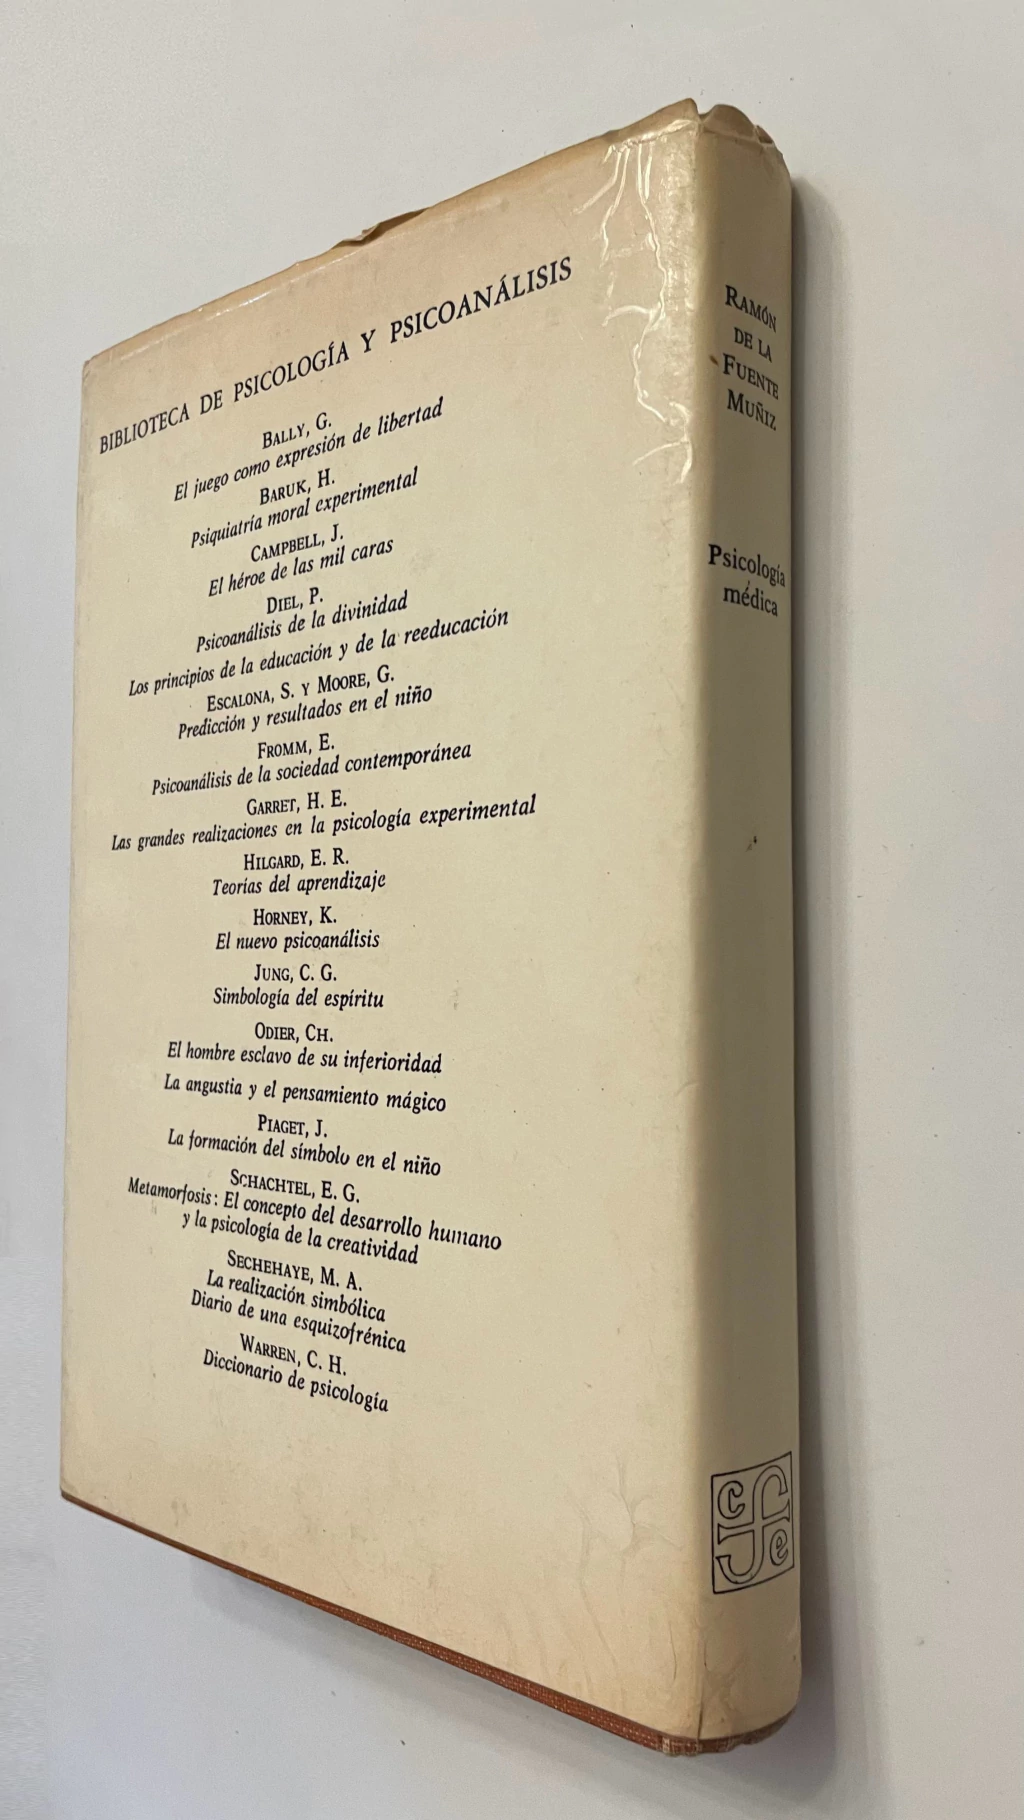 BIBLIOTECA DE PSICOLOGÍA Y PSICOANÁLISIS
BALLY, G.
El juego como expresión de libertad
BARUK, H.
Psiquiatría moral experimental
CAMPBELL, J.
El héroe de las mil caras
DIEL, P.
Psicoanálisis de la divinidad
Los principios de la educación y de la reeducación
ESCALONA, S. Y MOORE, G.
Predicción y resultados en el niño
FROMM, E.
Psicoanálisis de la sociedad contemporánea
GARRET, H. E.
Las grandes realizaciones en la psicología experimental
HILGARD, E. R.
Teorías del aprendizaje
HORNEY, K.
El nuevo psicoanálisis
JUNG, C. G.
Simbología del espíritu
ODIER, CH.
El hombre esclavo de su inferioridad
La angustia y el pensamiento mágico
PIAGET, J.
La formación del símbolo en el niño
SCHACHTEL, E. G.
Metamorfosis: El concepto del desarrollo humano
y la psicología de la creatividad
SECHEHAYE, M. A.
La realización simbólica
Diario de una esquizofrénica
WARREN, C. H.
Diccionario de psicología
RAMÓN
DE LA
FUENTE
MUÑIZ
Psicología
médica
cfe